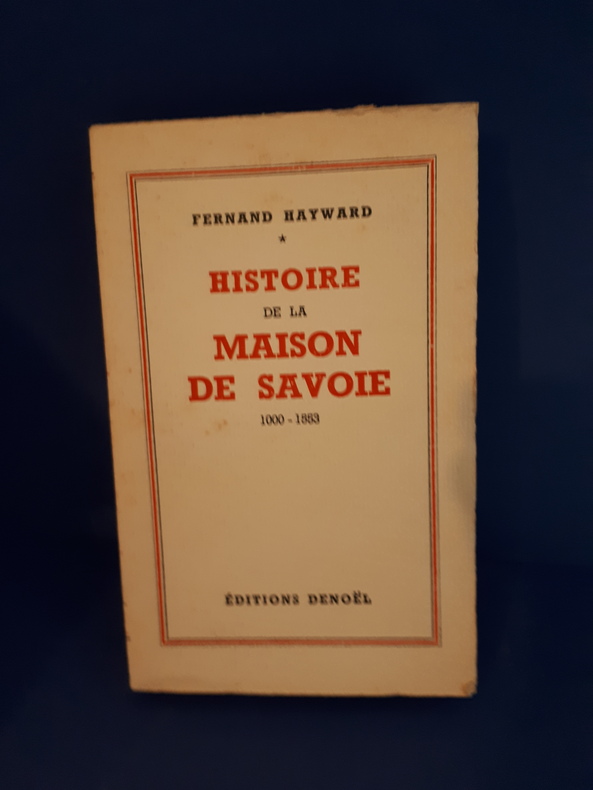 FERNAND HAYWARD
★
HISTOIRE
DE LA
MAISON
DE SAVOIE
1000 - 1553
ÉDITIONS DENOËL